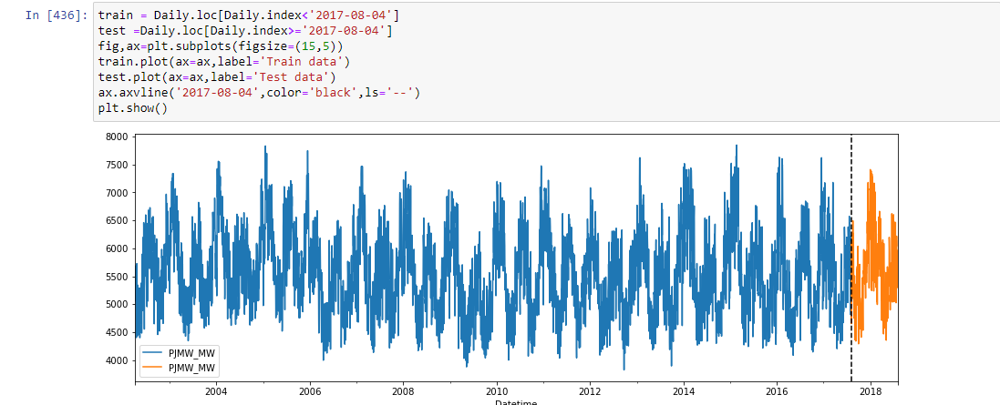 In [436]:
train = Daily.loc[Daily.index<'2017-08-04']
test =Daily.loc[Daily.index>='2017-08-04']
fig,ax=plt.subplots(figsize=(15,5))
train.plot(ax=ax,label='Train data')
test.plot(ax=ax,label='Test data')
ax.axvline('2017-08-04',color='black',ls='--')
plt.show()
8000
7500
7000
6500
6000
5500
5000
4500
4000
PJMW_MW
PJMW_MW
2004 2006 2008 2010 2012 2014 2016 2018
Datetime